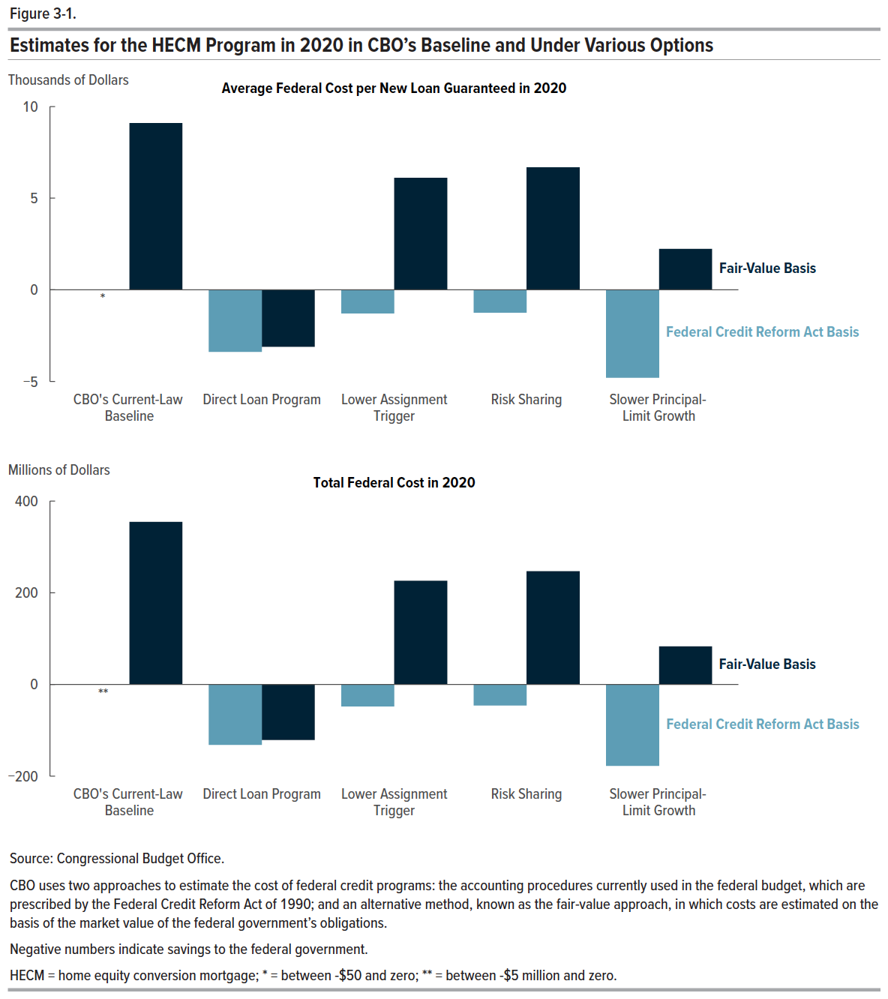 Figure 3-1.
Estimates for the HECM Program in 2020 in CBO's Baseline and Under Various Options
Thousands of Dollars
Average Federal Cost per New Loan Guaranteed in 2020
10
5
0
−5
*
Fair-Value Basis
Federal Credit Reform Act Basis
CBO's Current-Law
Baseline
Direct Loan Program
Lower Assignment
Trigger
Risk Sharing
Slower Principal-
Limit Growth
Millions of Dollars
Total Federal Cost in 2020
400
200
0
−200
**
Fair-Value Basis
Federal Credit Reform Act Basis
CBO's Current-Law
Baseline
Direct Loan Program
Lower Assignment
Trigger
Risk Sharing
Slower Principal-
Limit Growth
Source: Congressional Budget Office.
CBO uses two approaches to estimate the cost of federal credit programs: the accounting procedures currently used in the federal budget, which are
prescribed by the Federal Credit Reform Act of 1990; and an alternative method, known as the fair-value approach, in which costs are estimated on the
basis of the market value of the federal government's obligations.
Negative numbers indicate savings to the federal government.
HECM = home equity conversion mortgage; * = between -$50 and zero; ** = between -$5 million and zero.